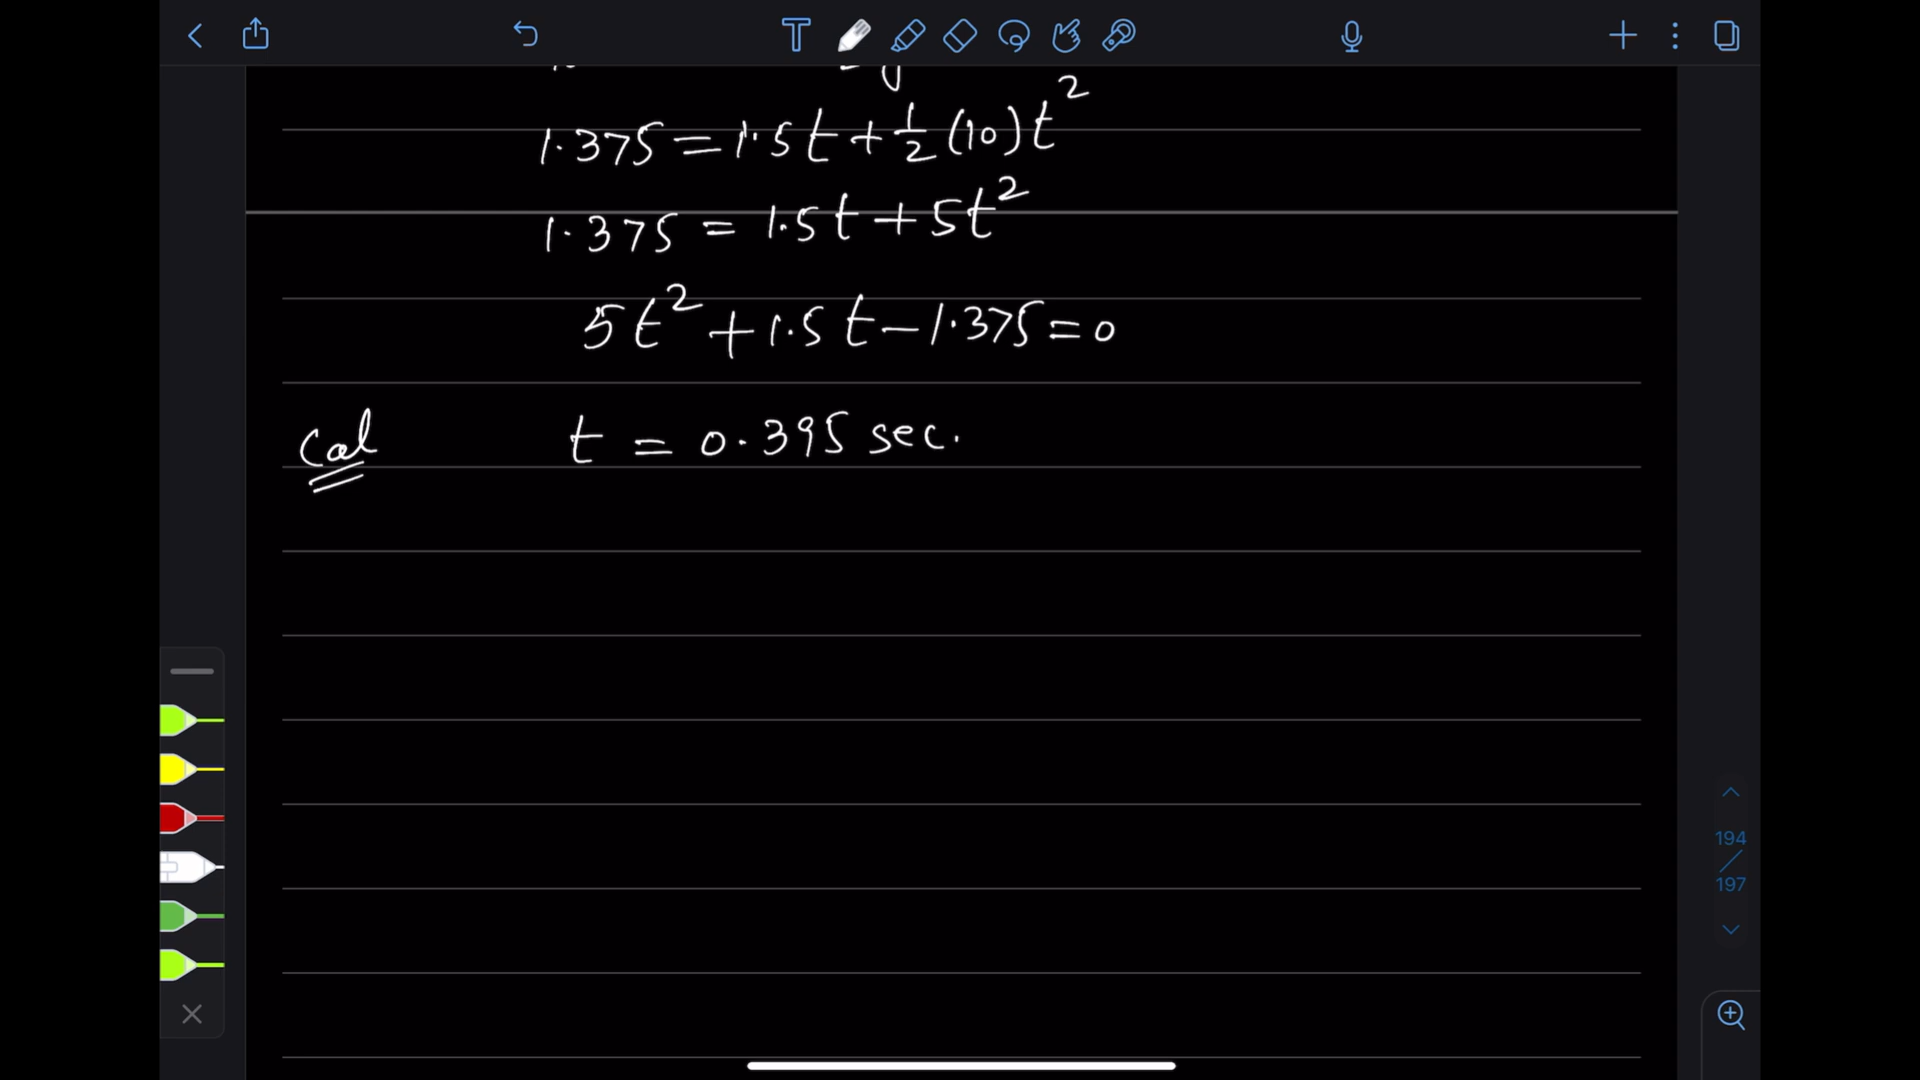 1.375 = 1.5t + 1/2 (10)t²
1.375 = 1.5t + 5t²
5t² + 1.5t - 1.375 = 0
Cal t = 0.395 sec.
194
197